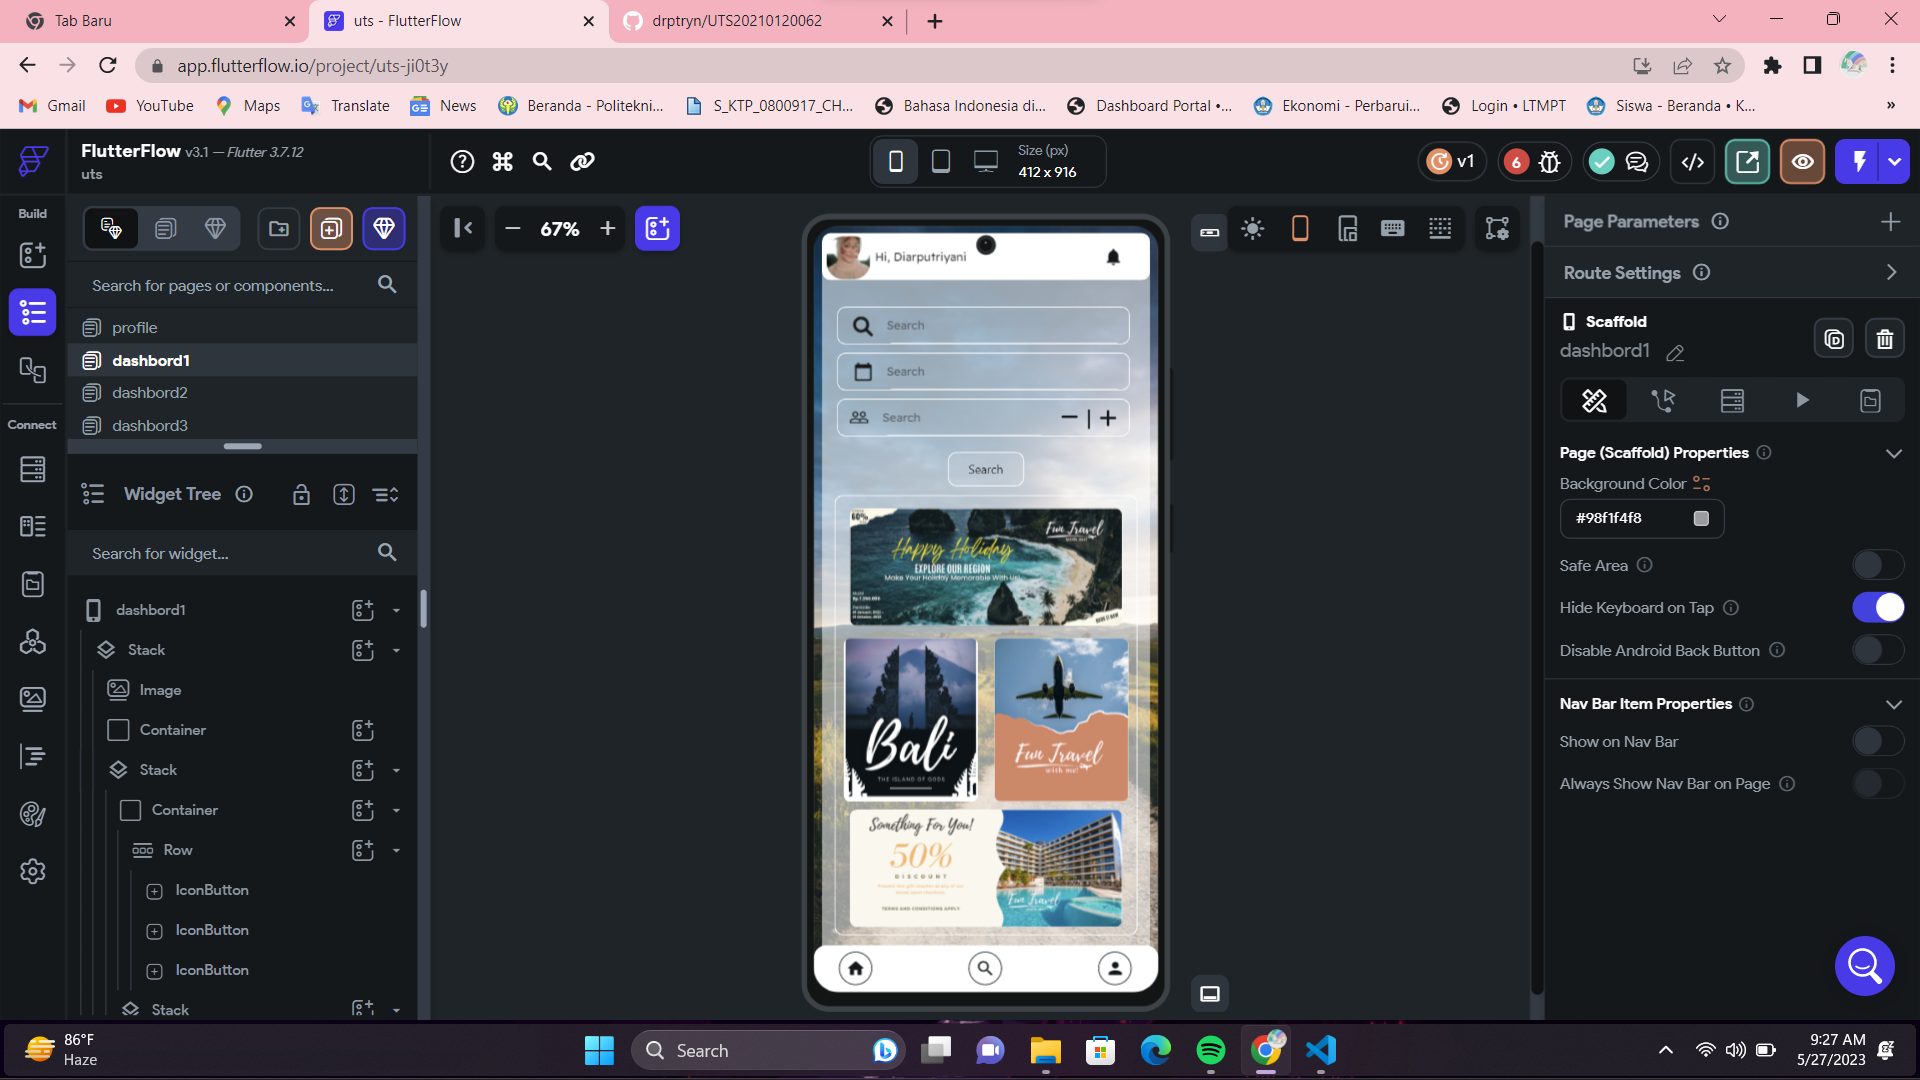 Tab Baru
uts - FlutterFlow
drptryn/UTS20210120062
app.flutterflow.io/project/uts-ji0t3y
Gmail
YouTube
Maps
Translate
News
Beranda - Politekni...
S_KTP_0800917_CH...
Bahasa Indonesia di...
Dashboard Portal •...
Ekonomi - Perbarui...
Login • LTMPT
Siswa - Beranda • K...
»
FlutterFlow v3.1 — Flutter 3.7.12
uts
Size (px)
412 x 916
v1
6
Build
67%
Search for pages or components...
profile
dashbord1
dashbord2
dashbord3
Connect
Widget Tree
Search for widget...
dashbord1
Stack
Image
Container
Stack
Container
Row
IconButton
IconButton
IconButton
Stack
Hi, Diarputriyani
Search
Search
Search
Search
60%
Fun Travel
with me!
Happy Holiday
EXPLORE OUR REGION
Make Your Holiday Memorable With Us!
Bali
THE ISLAND OF GODS
Fun Travel
with me!
Something For You!
50%
DISCOUNT
TERMS AND CONDITIONS APPLY
Fun Travel
Page Parameters
Route Settings
Scaffold
dashbord1
Page (Scaffold) Properties
Background Color
#98f1f4f8
Safe Area
Hide Keyboard on Tap
Disable Android Back Button
Nav Bar Item Properties
Show on Nav Bar
Always Show Nav Bar on Page
86°F
Haze
Search
9:27 AM
5/27/2023